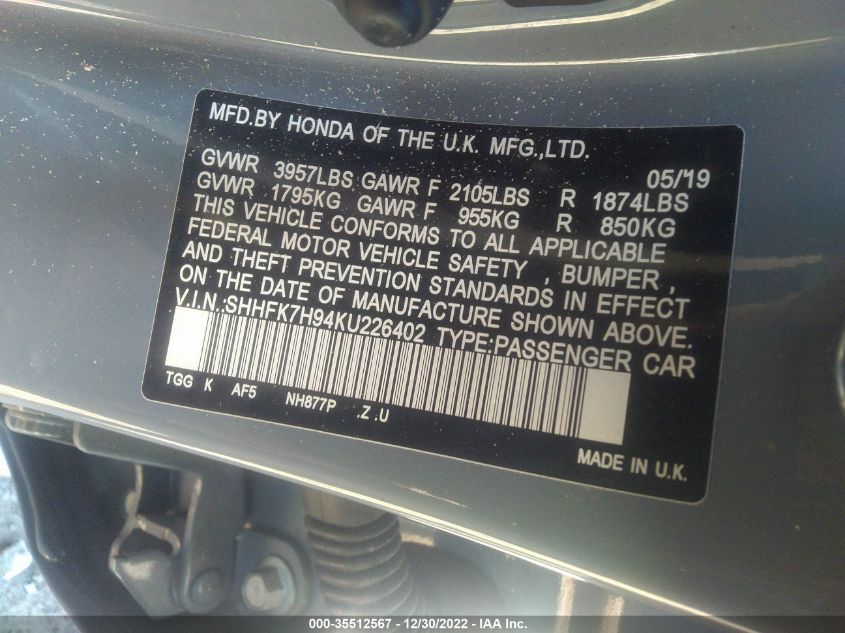 MFD.BY HONDA OF THE U.K. MFG.,LTD.
05/'19
GVWR 3957LBS GAWR F 2105LBS R 1874LBS
GVWR 1795KG GAWR F 955KG R 850KG
THIS VEHICLE CONFORMS TO ALL APPLICABLE
FEDERAL MOTOR VEHICLE SAFETY , BUMPER ,
AND THEFT PREVENTION STANDARDS IN EFFECT
ON THE DATE OF MANUFACTURE SHOWN ABOVE.
V.I.N.:SHHFK7H94KU226402 TYPE:PASSENGER CAR
TGG K AF5 NH877P .Z .U
MADE IN U.K.
000-35512567 - 12/30/2022 - IAA Inc.